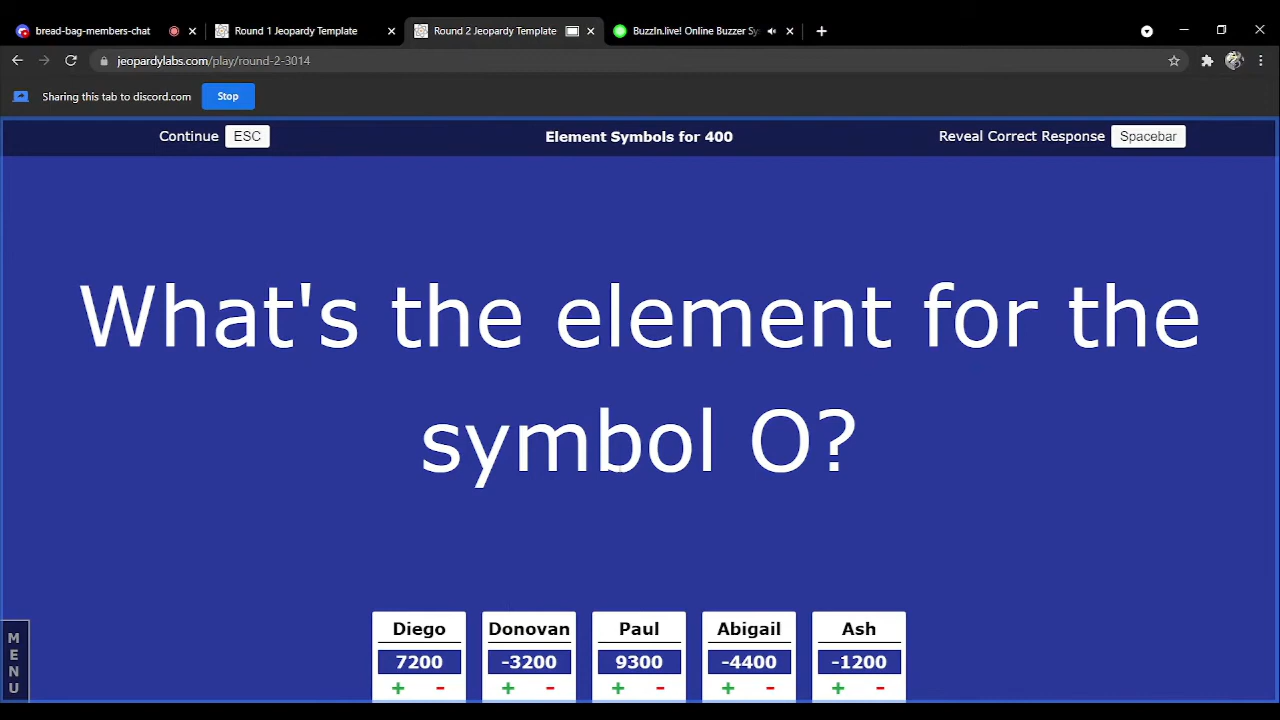 bread-bag-members-chat
Round 1 Jeopardy Template
Round 2 Jeopardy Template
BuzzIn.live! Online Buzzer Sy
jeopardylabs.com/play/round-2-3014
Sharing this tab to discord.com
Stop
Continue ESC
Element Symbols for 400
Reveal Correct Response Spacebar
What's the element for the
symbol O?
MENU
Diego Donovan Paul Abigail Ash
7200 -3200 9300 -4400 -1200
+ - + - + - + - + -